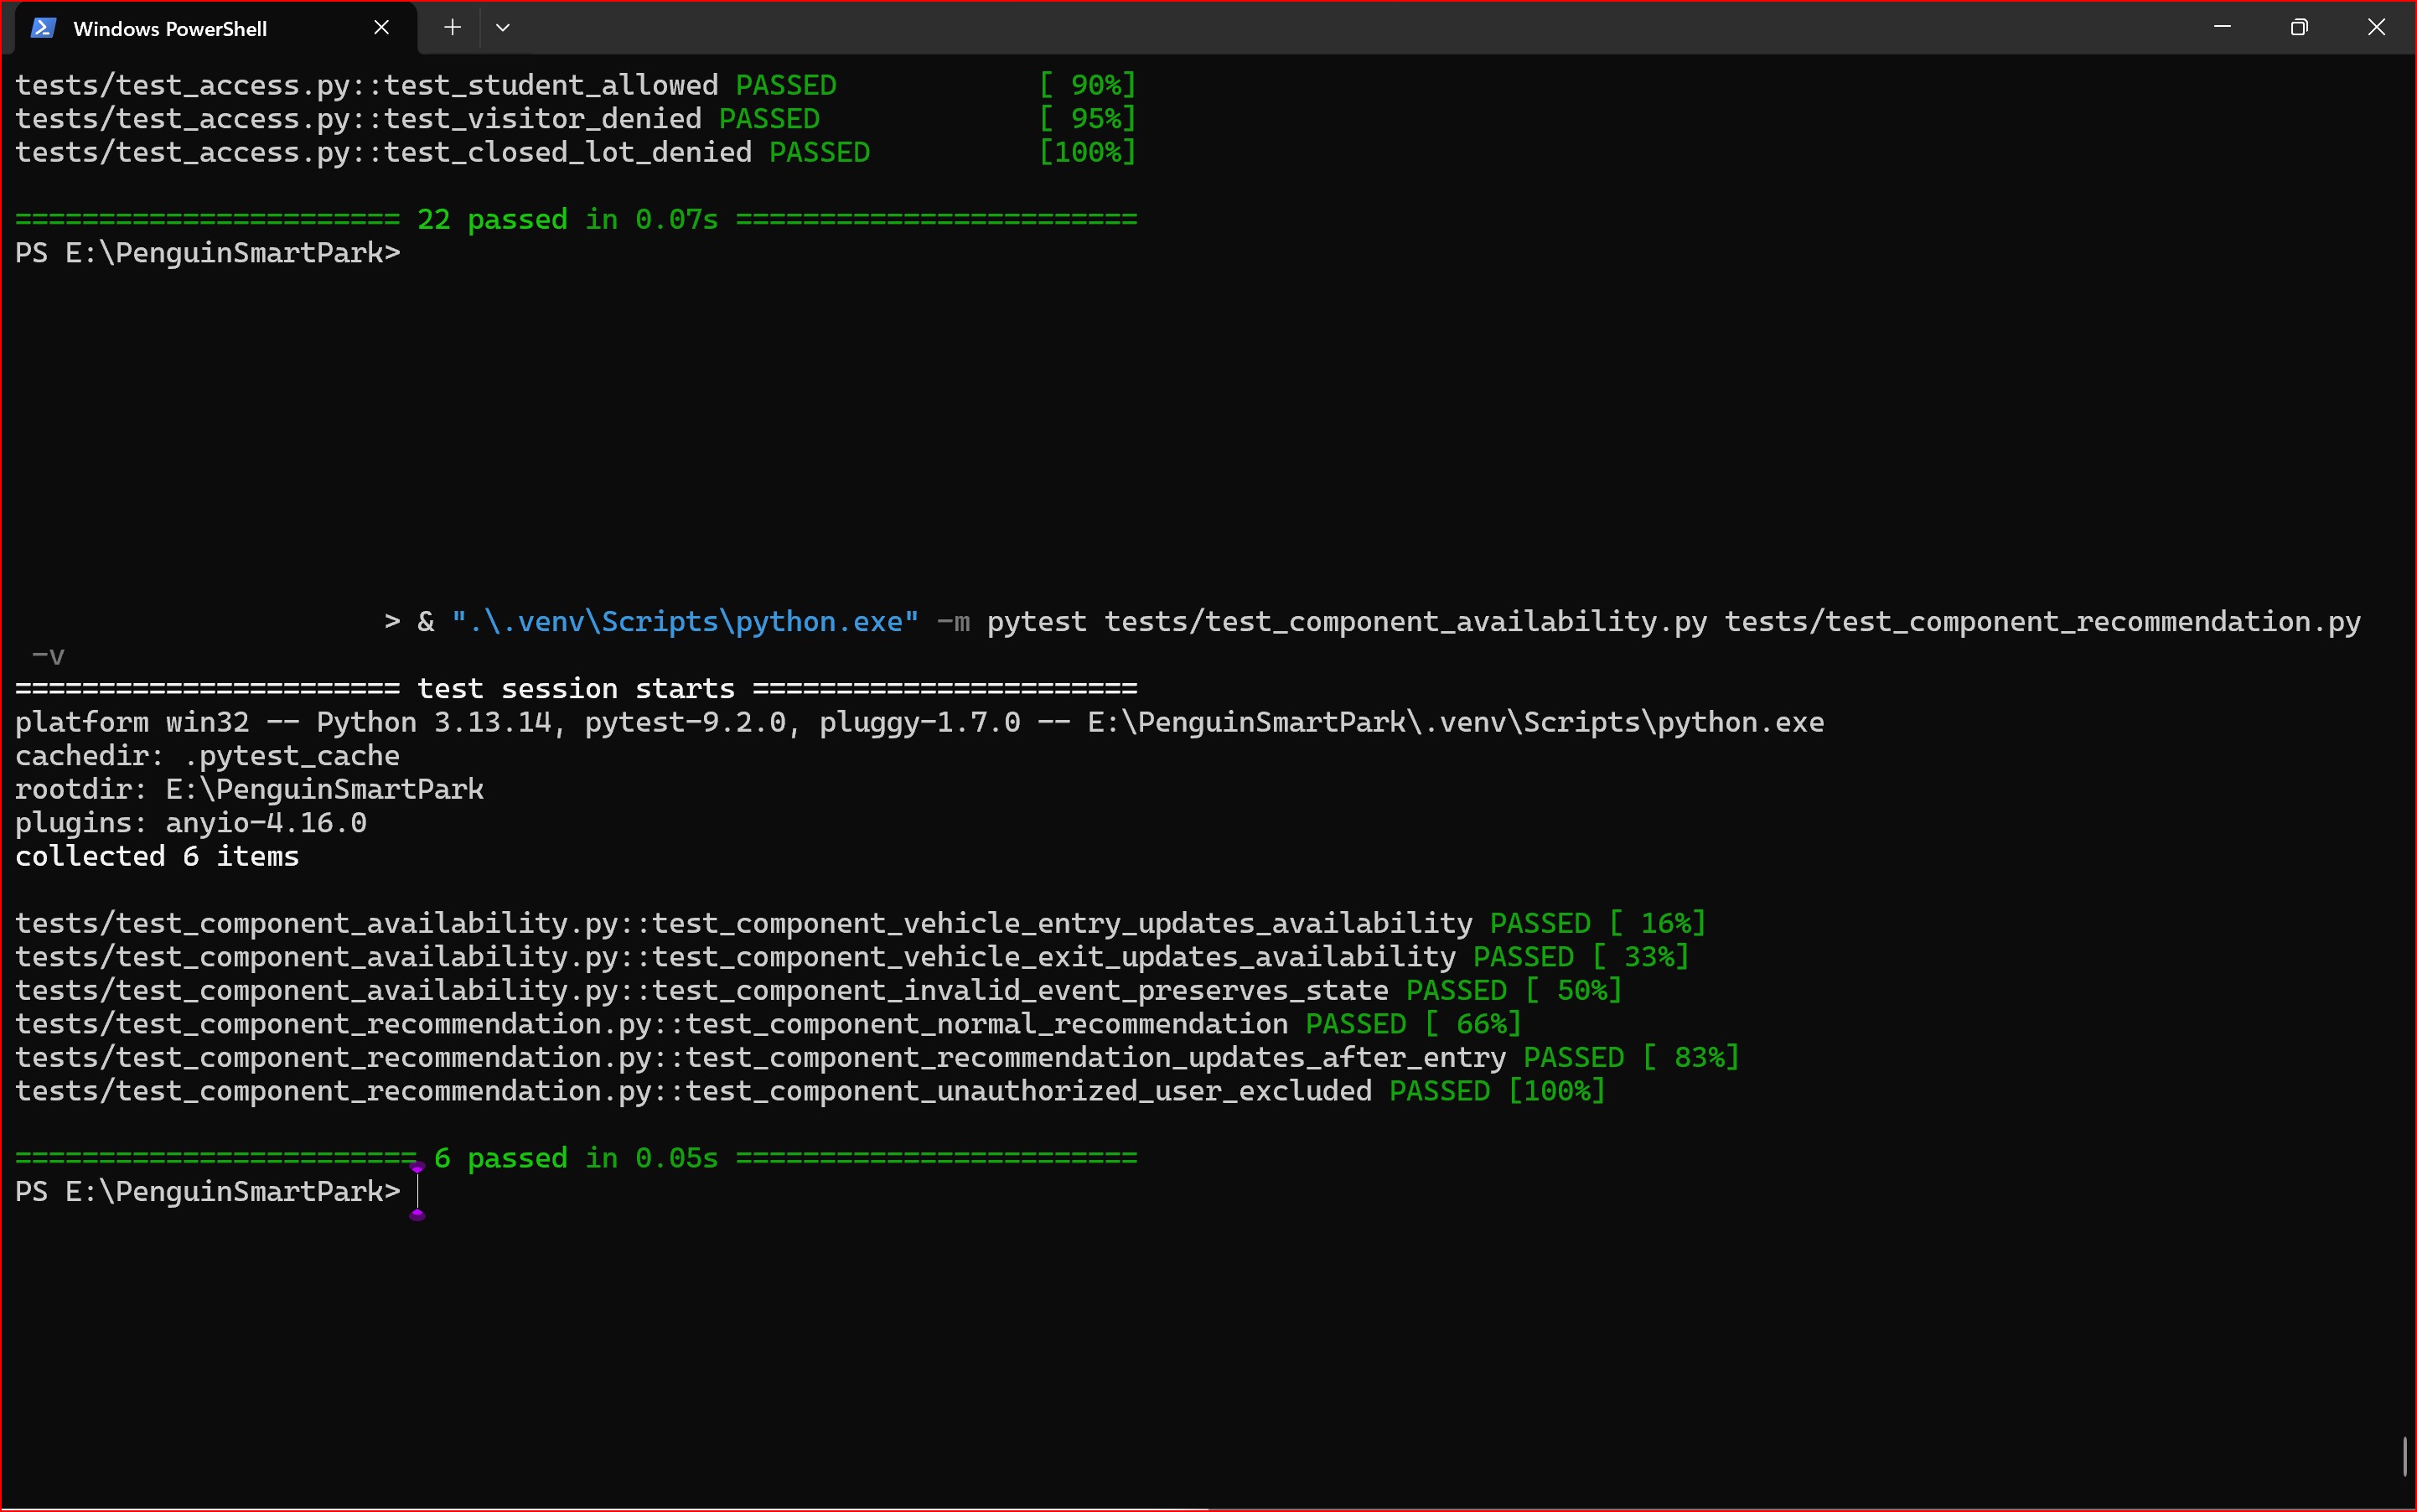 Windows PowerShell
tests/test_access.py::test_student_allowed PASSED [ 90%]
tests/test_access.py::test_visitor_denied PASSED [ 95%]
tests/test_access.py::test_closed_lot_denied PASSED [100%]
======================= 22 passed in 0.07s ========================
PS E:\PenguinSmartPark>
> & ".\.venv\Scripts\python.exe" -m pytest tests/test_component_availability.py tests/test_component_recommendation.py
-v
======================= test session starts =======================
platform win32 -- Python 3.13.14, pytest-9.2.0, pluggy-1.7.0 -- E:\PenguinSmartPark\.venv\Scripts\python.exe
cachedir: .pytest_cache
rootdir: E:\PenguinSmartPark
plugins: anyio-4.16.0
collected 6 items
tests/test_component_availability.py::test_component_vehicle_entry_updates_availability PASSED [ 16%]
tests/test_component_availability.py::test_component_vehicle_exit_updates_availability PASSED [ 33%]
tests/test_component_availability.py::test_component_invalid_event_preserves_state PASSED [ 50%]
tests/test_component_recommendation.py::test_component_normal_recommendation PASSED [ 66%]
tests/test_component_recommendation.py::test_component_recommendation_updates_after_entry PASSED [ 83%]
tests/test_component_recommendation.py::test_component_unauthorized_user_excluded PASSED [100%]
======================== 6 passed in 0.05s ========================
PS E:\PenguinSmartPark>